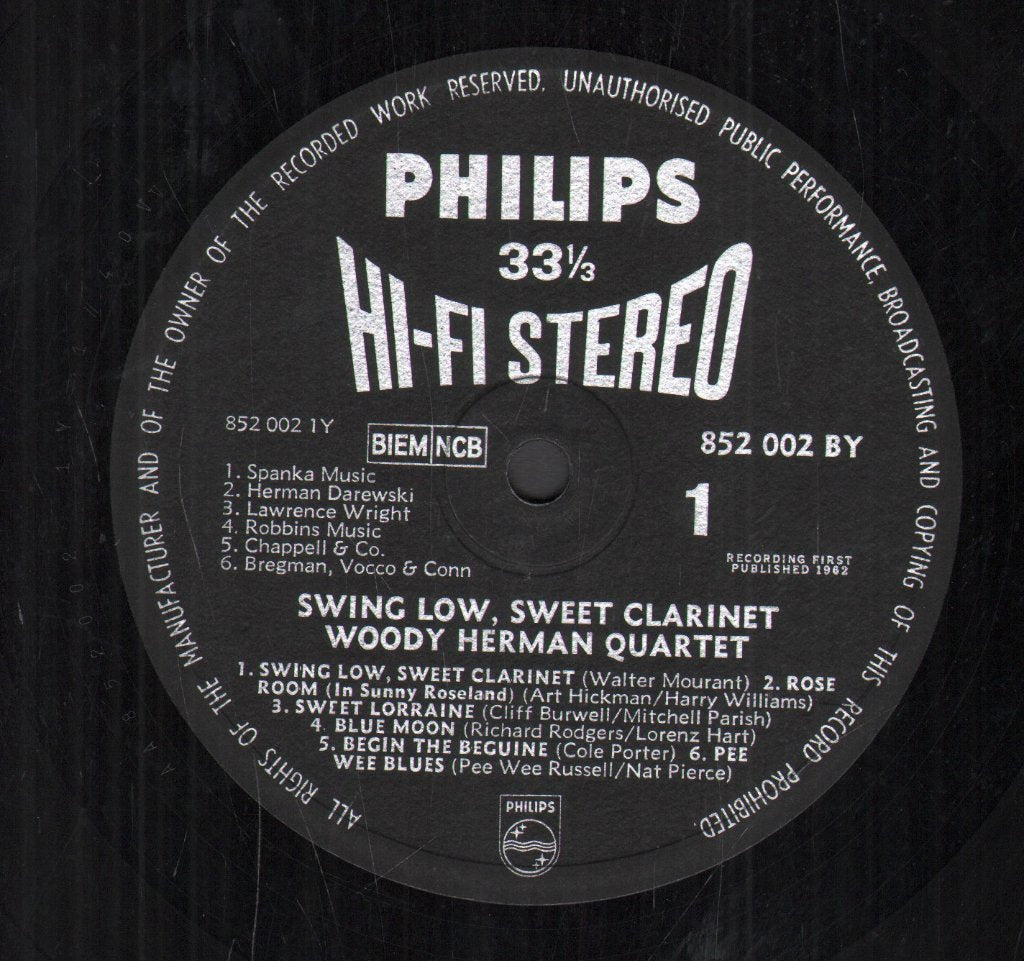 ALL RIGHTS OF THE MANUFACTURER AND OF THE OWNER OF THE RECORDED WORK RESERVED. UNAUTHORISED PUBLIC PERFORMANCE, BROADCASTING AND COPYING OF THIS RECORD PROHIBITED.
PHILIPS
33⅓
HI-FI STEREO
852 002 1Y
BIEM NCB
852 002 BY
1
1. Spanka Music
2. Herman Darewski
3. Lawrence Wright
4. Robbins Music
5. Chappell & Co.
6. Bregman, Vocco & Conn
RECORDING FIRST
PUBLISHED 1962
SWING LOW, SWEET CLARINET
WOODY HERMAN QUARTET
1. SWING LOW, SWEET CLARINET (Walter Mourant) 2. ROSE
ROOM (In Sunny Roseland) (Art Hickman/Harry Williams)
3. SWEET LORRAINE (Cliff Burwell/Mitchell Parish)
4. BLUE MOON (Richard Rodgers/Lorenz Hart)
5. BEGIN THE BEGUINE (Cole Porter) 6. PEE
WEE BLUES (Pee Wee Russell/Nat Pierce)
PHILIPS